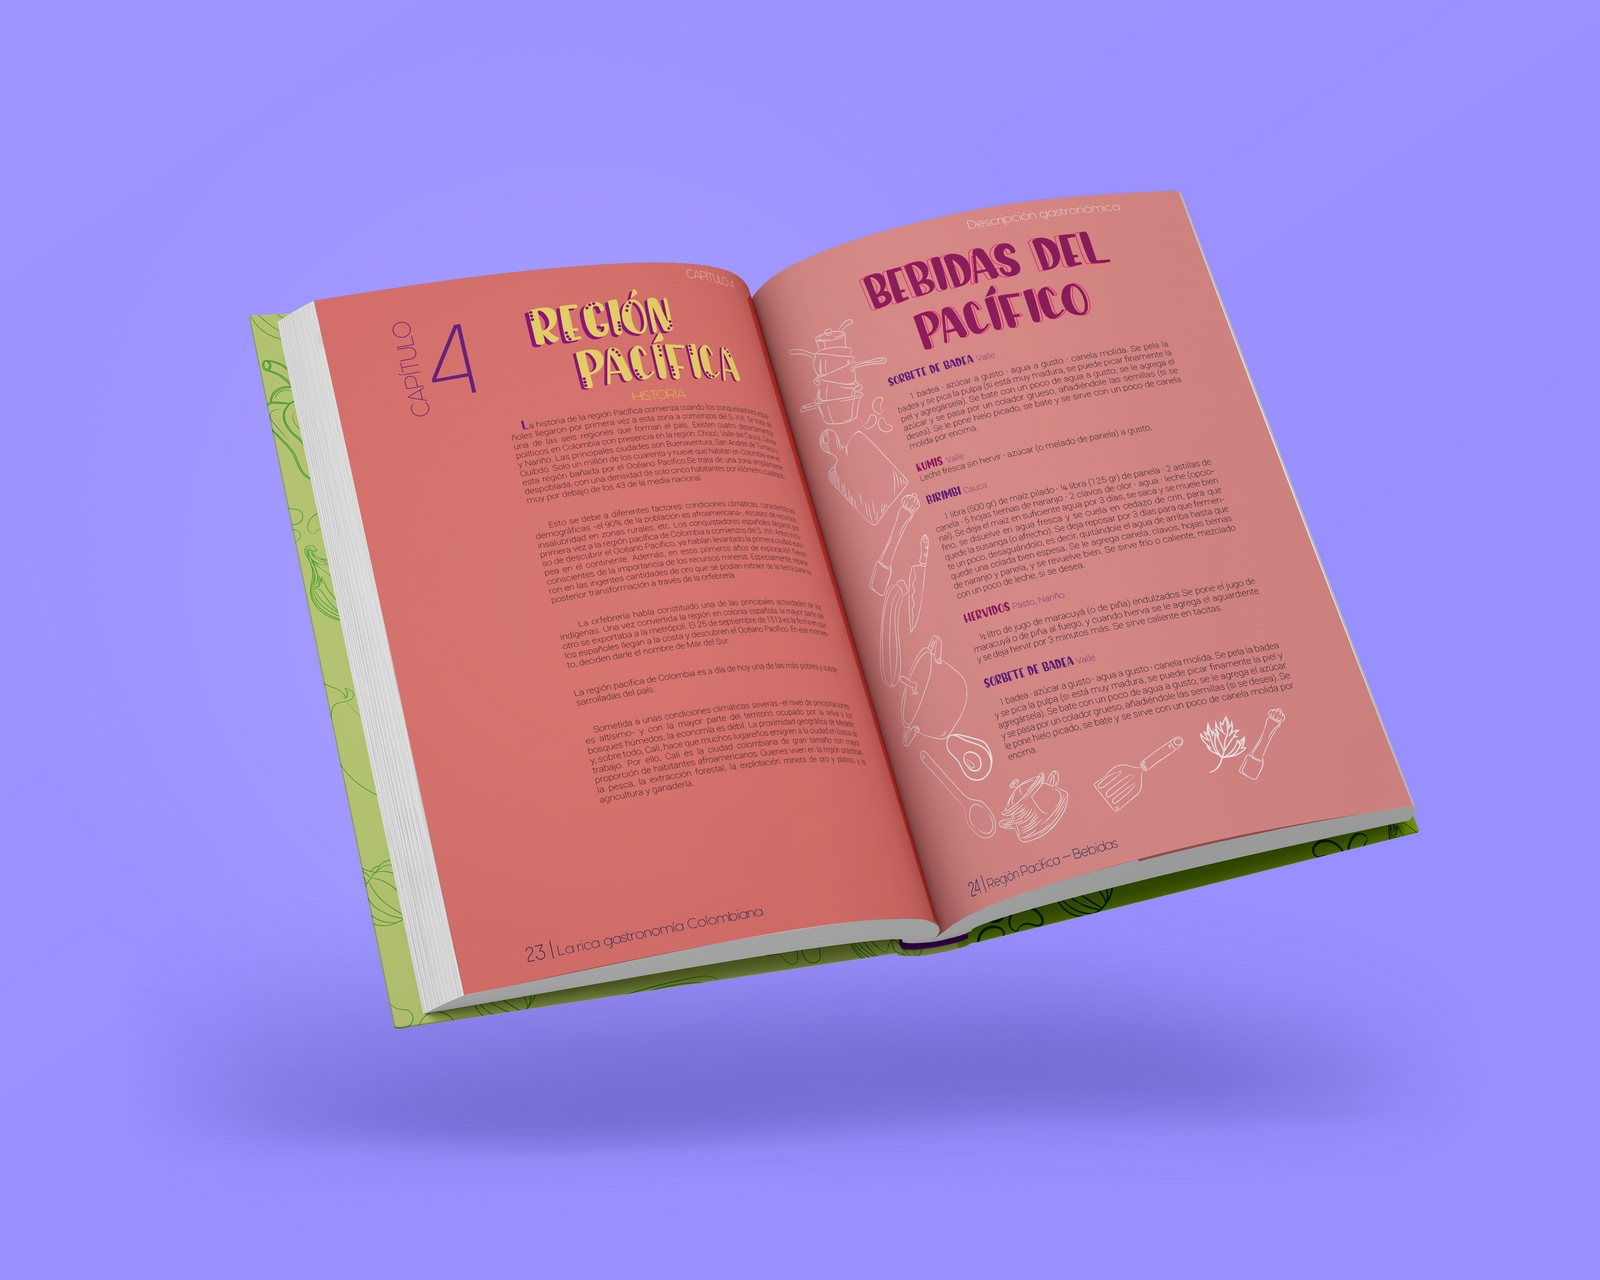 CAPÍTULO 4
CAPÍTULO
4
REGIÓN
PACÍFICA
HISTORIA
La historia de la región Pacífica comienza cuando los conquistadores espa-
ñoles llegaron por primera vez a esta zona a comienzos del S. XVI. Se trata de
una de las seis regiones que forman el país. Existen cuatro departamentos
políticos en Colombia con presencia en la región: Chocó, Valle de Cauca, Cauca
y Nariño. Las principales ciudades son Buenaventura, San Andrés de Tumaco y
Quibdó. Solo un millón de los cuarenta y nueve que habitan en Colombia vive en
esta región bañada por el Océano Pacífico.Se trata de una zona ampliamente
despoblada, con una densidad de solo cinco habitantes por kilómetro cuadrado,
muy por debajo de los 43 de la media nacional.
Esto se debe a diferentes factores: condiciones climáticas, características
demográficas -el 90% de la población es afroamericana-, escasez de recursos,
insalubridad en zonas rurales, etc. Los conquistadores españoles llegaron por
primera vez a la región pacífica de Colombia a comienzos del S. XVI. Antes inclu-
so de descubrir el Océano Pacífico, ya habían levantado la primera ciudad euro-
pea en el continente. Además, en esos primeros años de exploración fueron
conscientes de la importancia de los recursos mineros. Especialmente, repara-
ron en las ingentes cantidades de oro que se podían extraer de la tierra para su
posterior transformación a través de la orfebrería.
La orfebrería había constituido una de las principales actividades de los
indígenas. Una vez convertida la región en colonia española, la mayor parte del
otro se exportaba a la metrópoli. El 25 de septiembre de 1513 es la fecha en que
los españoles llegan a la costa y descubren el Océano Pacífico. En ese momen-
to, deciden darle el nombre de Mar del Sur.
La región pacífica de Colombia es a día de hoy una de las más pobres y subde-
sarrolladas del país.
Sometida a unas condiciones climáticas severas -el nivel de precipitaciones
es altísimo- y con la mayor parte del territorio ocupado por la selva y los
bosques húmedos, la economía es débil. La proximidad geográfica de Medellín
y, sobre todo, Cali, hace que muchos lugareños emigren a la ciudad en busca de
trabajo. Por ello, Cali es la ciudad colombiana de gran tamaño con mayor
proporción de habitantes afroamericanos. Quienes viven en la región practican
la pesca, la extracción forestal, la explotación minera de oro y platino, y la
agricultura y ganadería.
23 | La rica gastronomía Colombiana
Descripción gastronómica
BEBIDAS DEL
PACÍFICO
SORBETE DE BADEA Valle
1 badea · azúcar a gusto · agua a gusto · canela molida. Se pela la
badea y se pica la pulpa (si está muy madura, se puede picar finamente la
piel y agregársela). Se bate con un poco de agua a gusto, se le agrega el
azúcar y se pasa por un colador grueso, añadiéndole las semillas (si se
desea). Se le pone hielo picado, se bate y se sirve con un poco de canela
molida por encima.
KUMIS Valle
Leche fresca sin hervir · azúcar (o melado de panela) a gusto.
BIRIMBI Cauca
1 libra (500 gr) de maíz pilado · ¼ libra (125 gr) de panela · 2 astillas de
canela · 5 hojas tiernas de naranjo · 2 clavos de olor · agua · leche (opcio-
nal). Se deja el maíz en suficiente agua por 3 días, se saca y se muele bien
fino, se disuelve en agua fresca y se cuela en cedazo de crin, para que
quede la susanga (o afrecho). Se deja reposar por 3 días para que fermen-
te un poco, desaguándolo, es decir, quitándole el agua de arriba hasta que
quede una colada bien espesa. Se le agrega canela, clavos, hojas tiernas
de naranjo y panela, y se revuelve bien. Se sirve frío o caliente, mezclado
con un poco de leche, si se desea.
HERVIDOS Pasto, Nariño
½ litro de jugo de maracuyá (o de piña) endulzados Se pone el jugo de
maracuyá o de piña al fuego, y cuando hierva se le agrega el aguardiente
y se deja hervir por 3 minutos más. Se sirve caliente en tacitas.
SORBETE DE BADEA Valle
1 badea · azúcar a gusto · agua a gusto · canela molida. Se pela la badea
y se pica la pulpa (si está muy madura, se puede picar finamente la piel y
agregársela). Se bate con un poco de agua a gusto, se le agrega el azúcar
y se pasa por un colador grueso, añadiéndole las semillas (si se desea). Se
le pone hielo picado, se bate y se sirve con un poco de canela molida por
encima.
24 | Región Pacífica – Bebidas